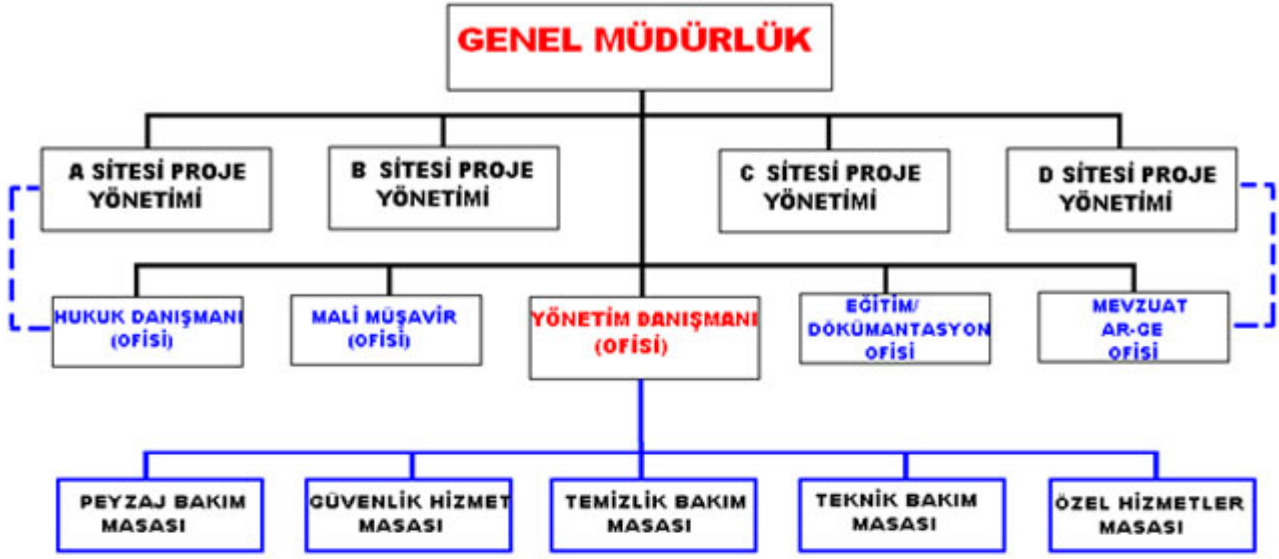 GENEL MÜDÜRLÜK
A SİTESİ PROJE
YÖNETİMİ
B SİTESİ PROJE
YÖNETİMİ
C SİTESİ PROJE
YÖNETİMİ
D SİTESİ PROJE
YÖNETİMİ
HUKUK DANIŞMANI
(OFİSİ)
MALİ MÜŞAVİR
(OFİSİ)
YÖNETİM DANIŞMANI
(OFİSİ)
EĞİTİM/
DÖKÜMANTASYON
OFİSİ
MEVZUAT
AR-GE
OFİSİ
PEYZAJ BAKIM
MASASI
GÜVENLİK HİZMET
MASASI
TEMİZLİK BAKIM
MASASI
TEKNİK BAKIM
MASASI
ÖZEL HİZMETLER
MASASI